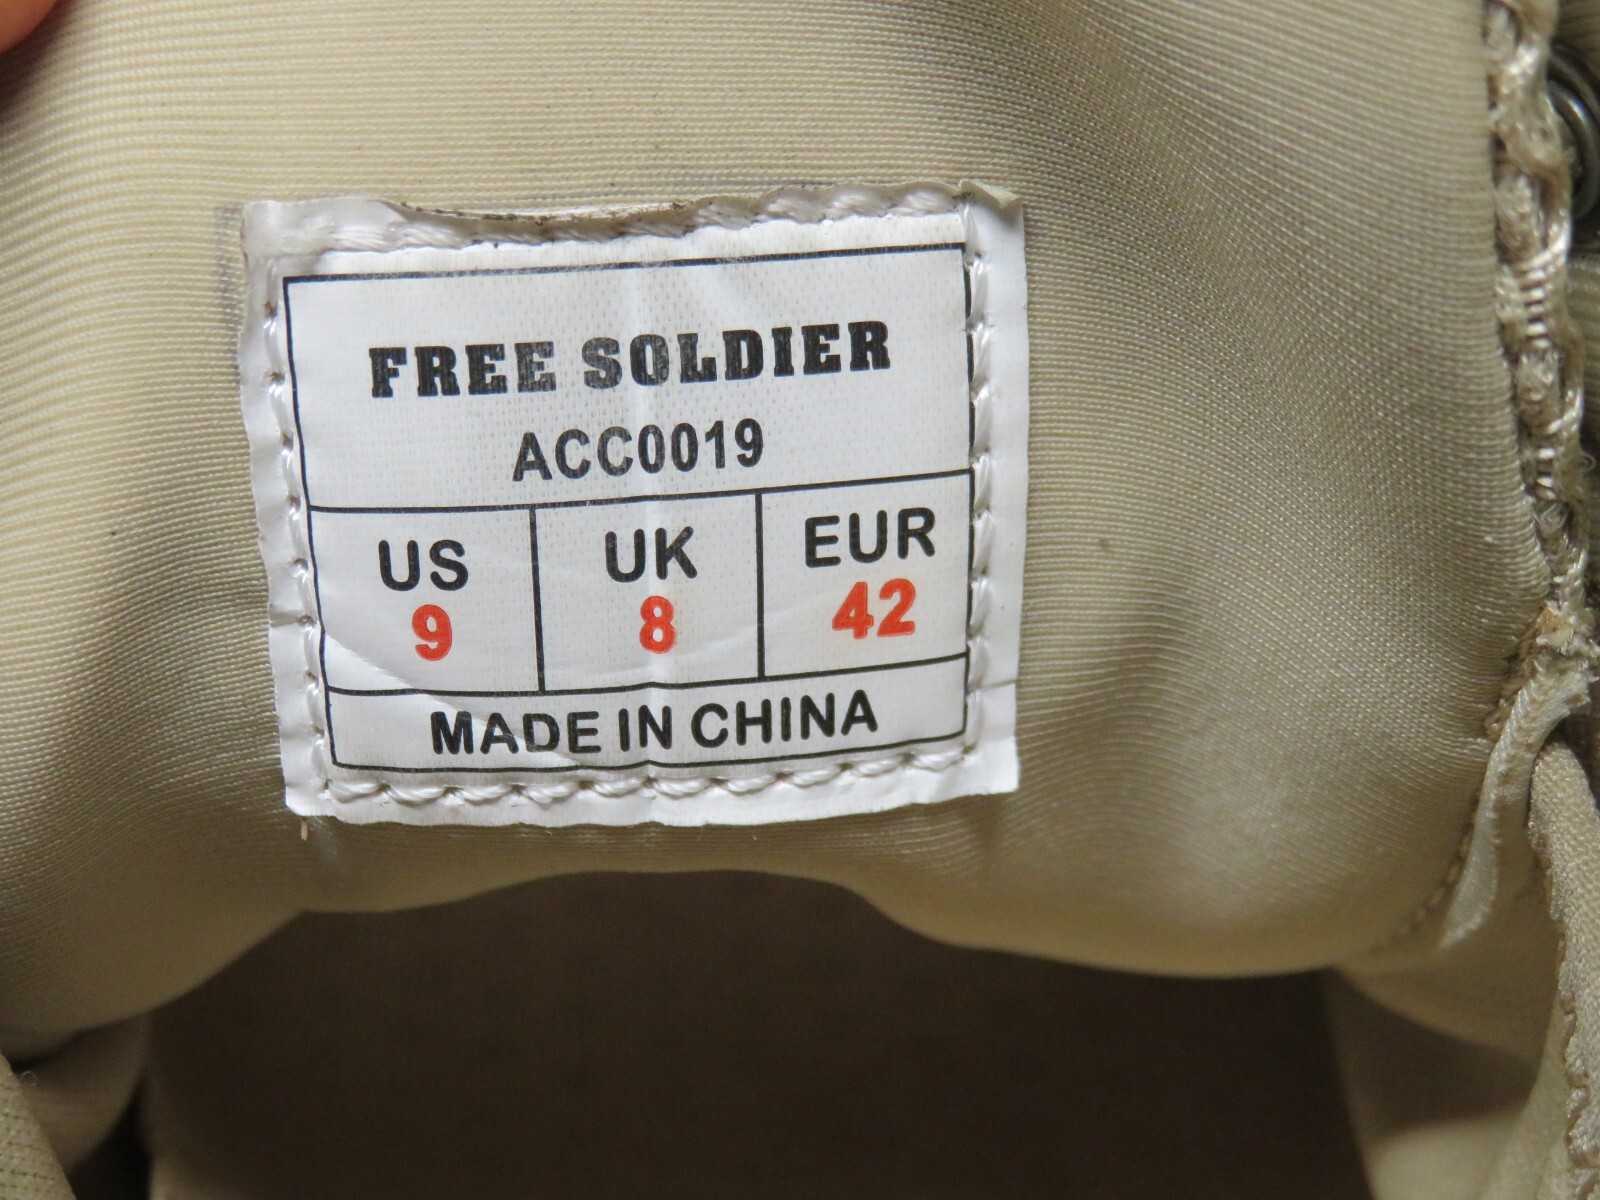 FREE SOLDIER
ACC0019
US UK EUR
9 8 42
MADE IN CHINA